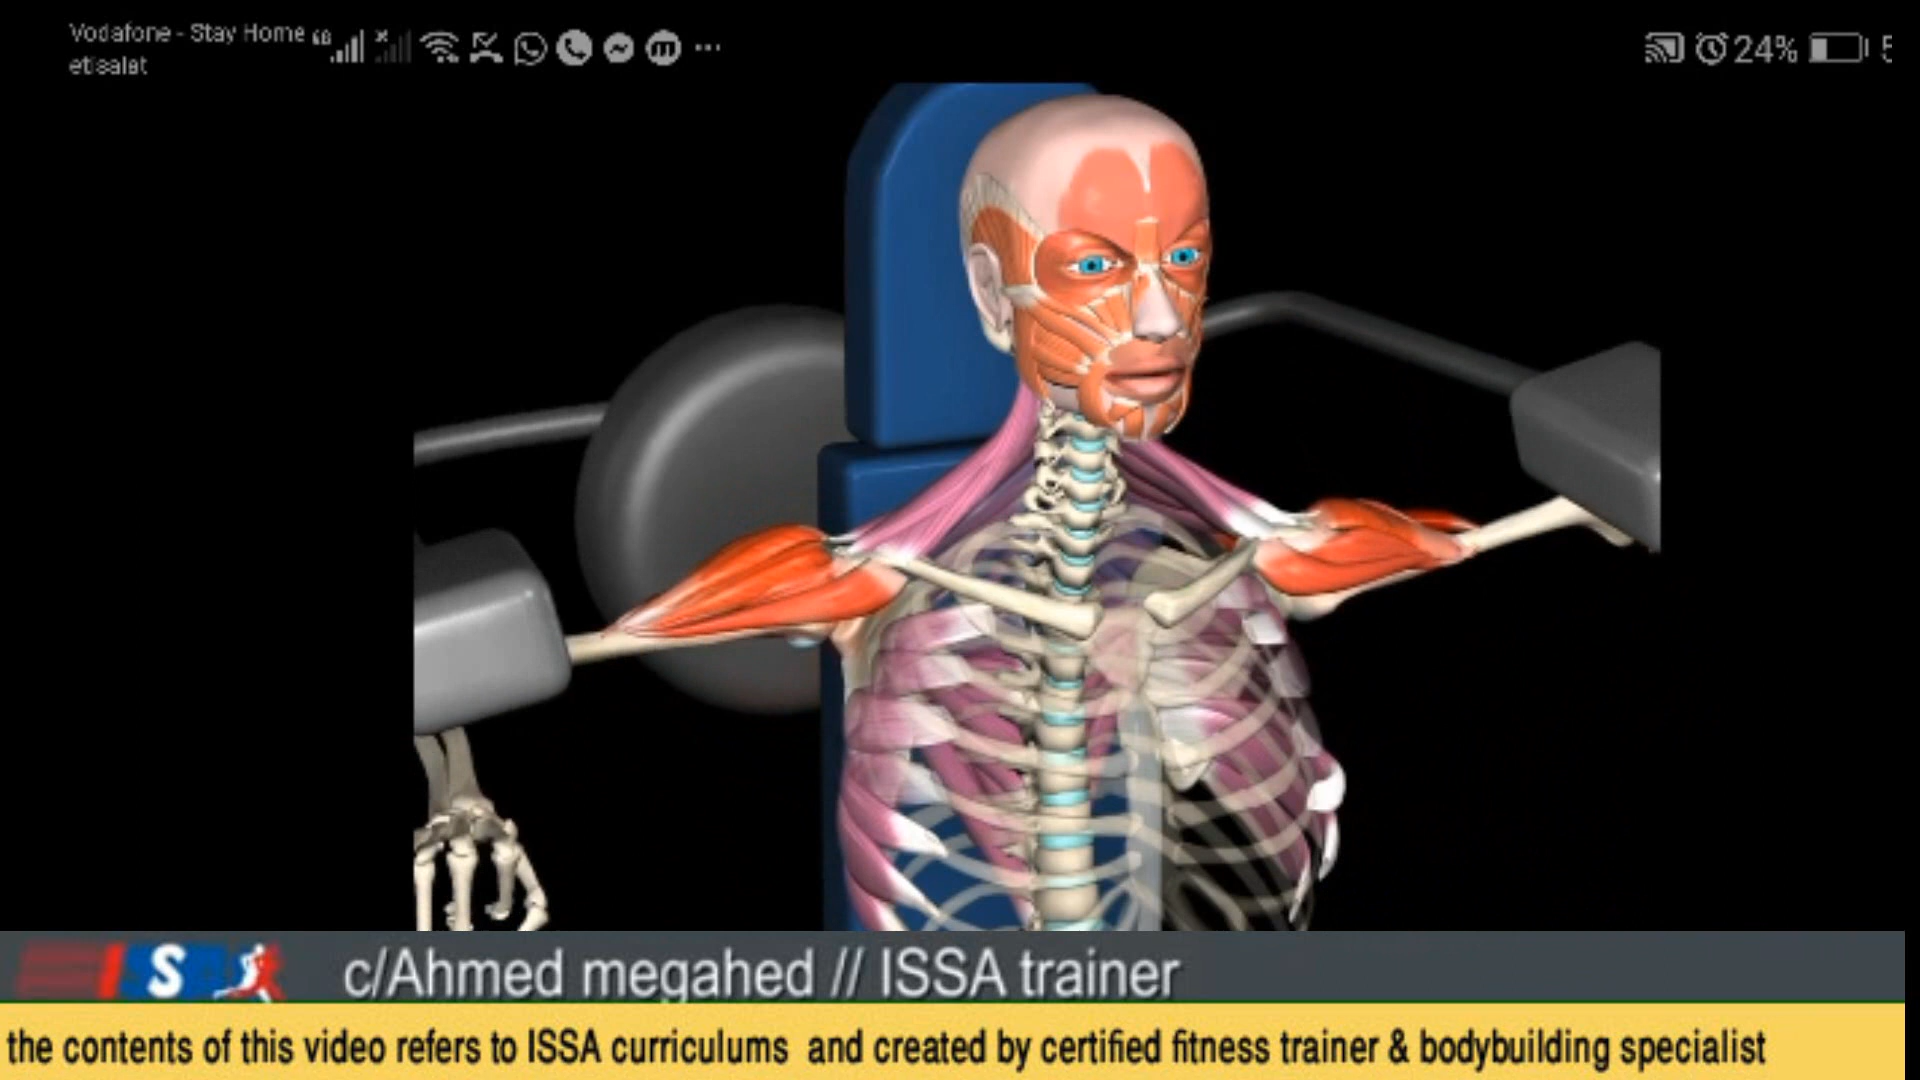 Vodafone - Stay Home
etisalat
24%
S
c/Ahmed megahed // ISSA trainer
the contents of this video refers to ISSA curriculums and created by certified fitness trainer & bodybuilding specialist